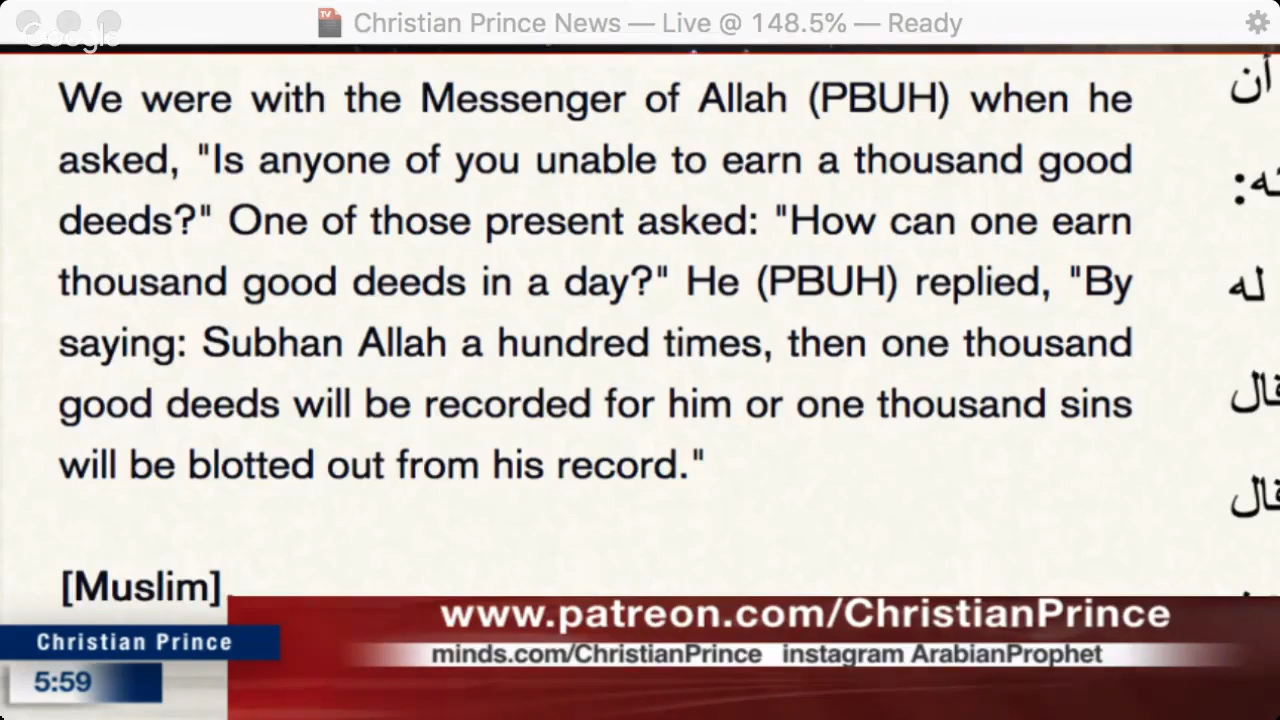 Google
TV
Christian Prince News — Live @ 148.5% — Ready
We were with the Messenger of Allah (PBUH) when he
asked, "Is anyone of you unable to earn a thousand good
deeds?" One of those present asked: "How can one earn
thousand good deeds in a day?" He (PBUH) replied, "By
saying: Subhan Allah a hundred times, then one thousand
good deeds will be recorded for him or one thousand sins
will be blotted out from his record."
[Muslim].
أن
له
قال
قال
www.patreon.com/ChristianPrince
Christian Prince
minds.com/ChristianPrince instagram ArabianProphet
5:59